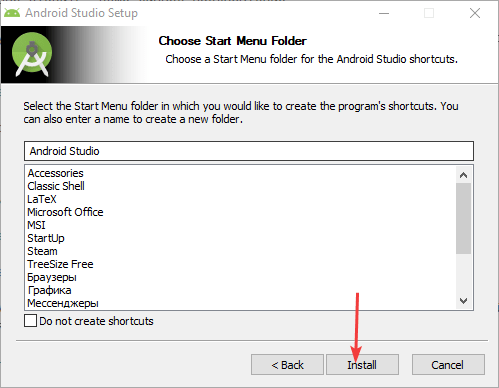 Android Studio Setup
Choose Start Menu Folder
Choose a Start Menu folder for the Android Studio shortcuts.
Select the Start Menu folder in which you would like to create the program's shortcuts. You
can also enter a name to create a new folder.
Android Studio
Accessories
Classic Shell
LaTeX
Microsoft Office
MSI
StartUp
Steam
TreeSize Free
Браузеры
Графика
Мессенджеры
Do not create shortcuts
< Back
Install
Cancel